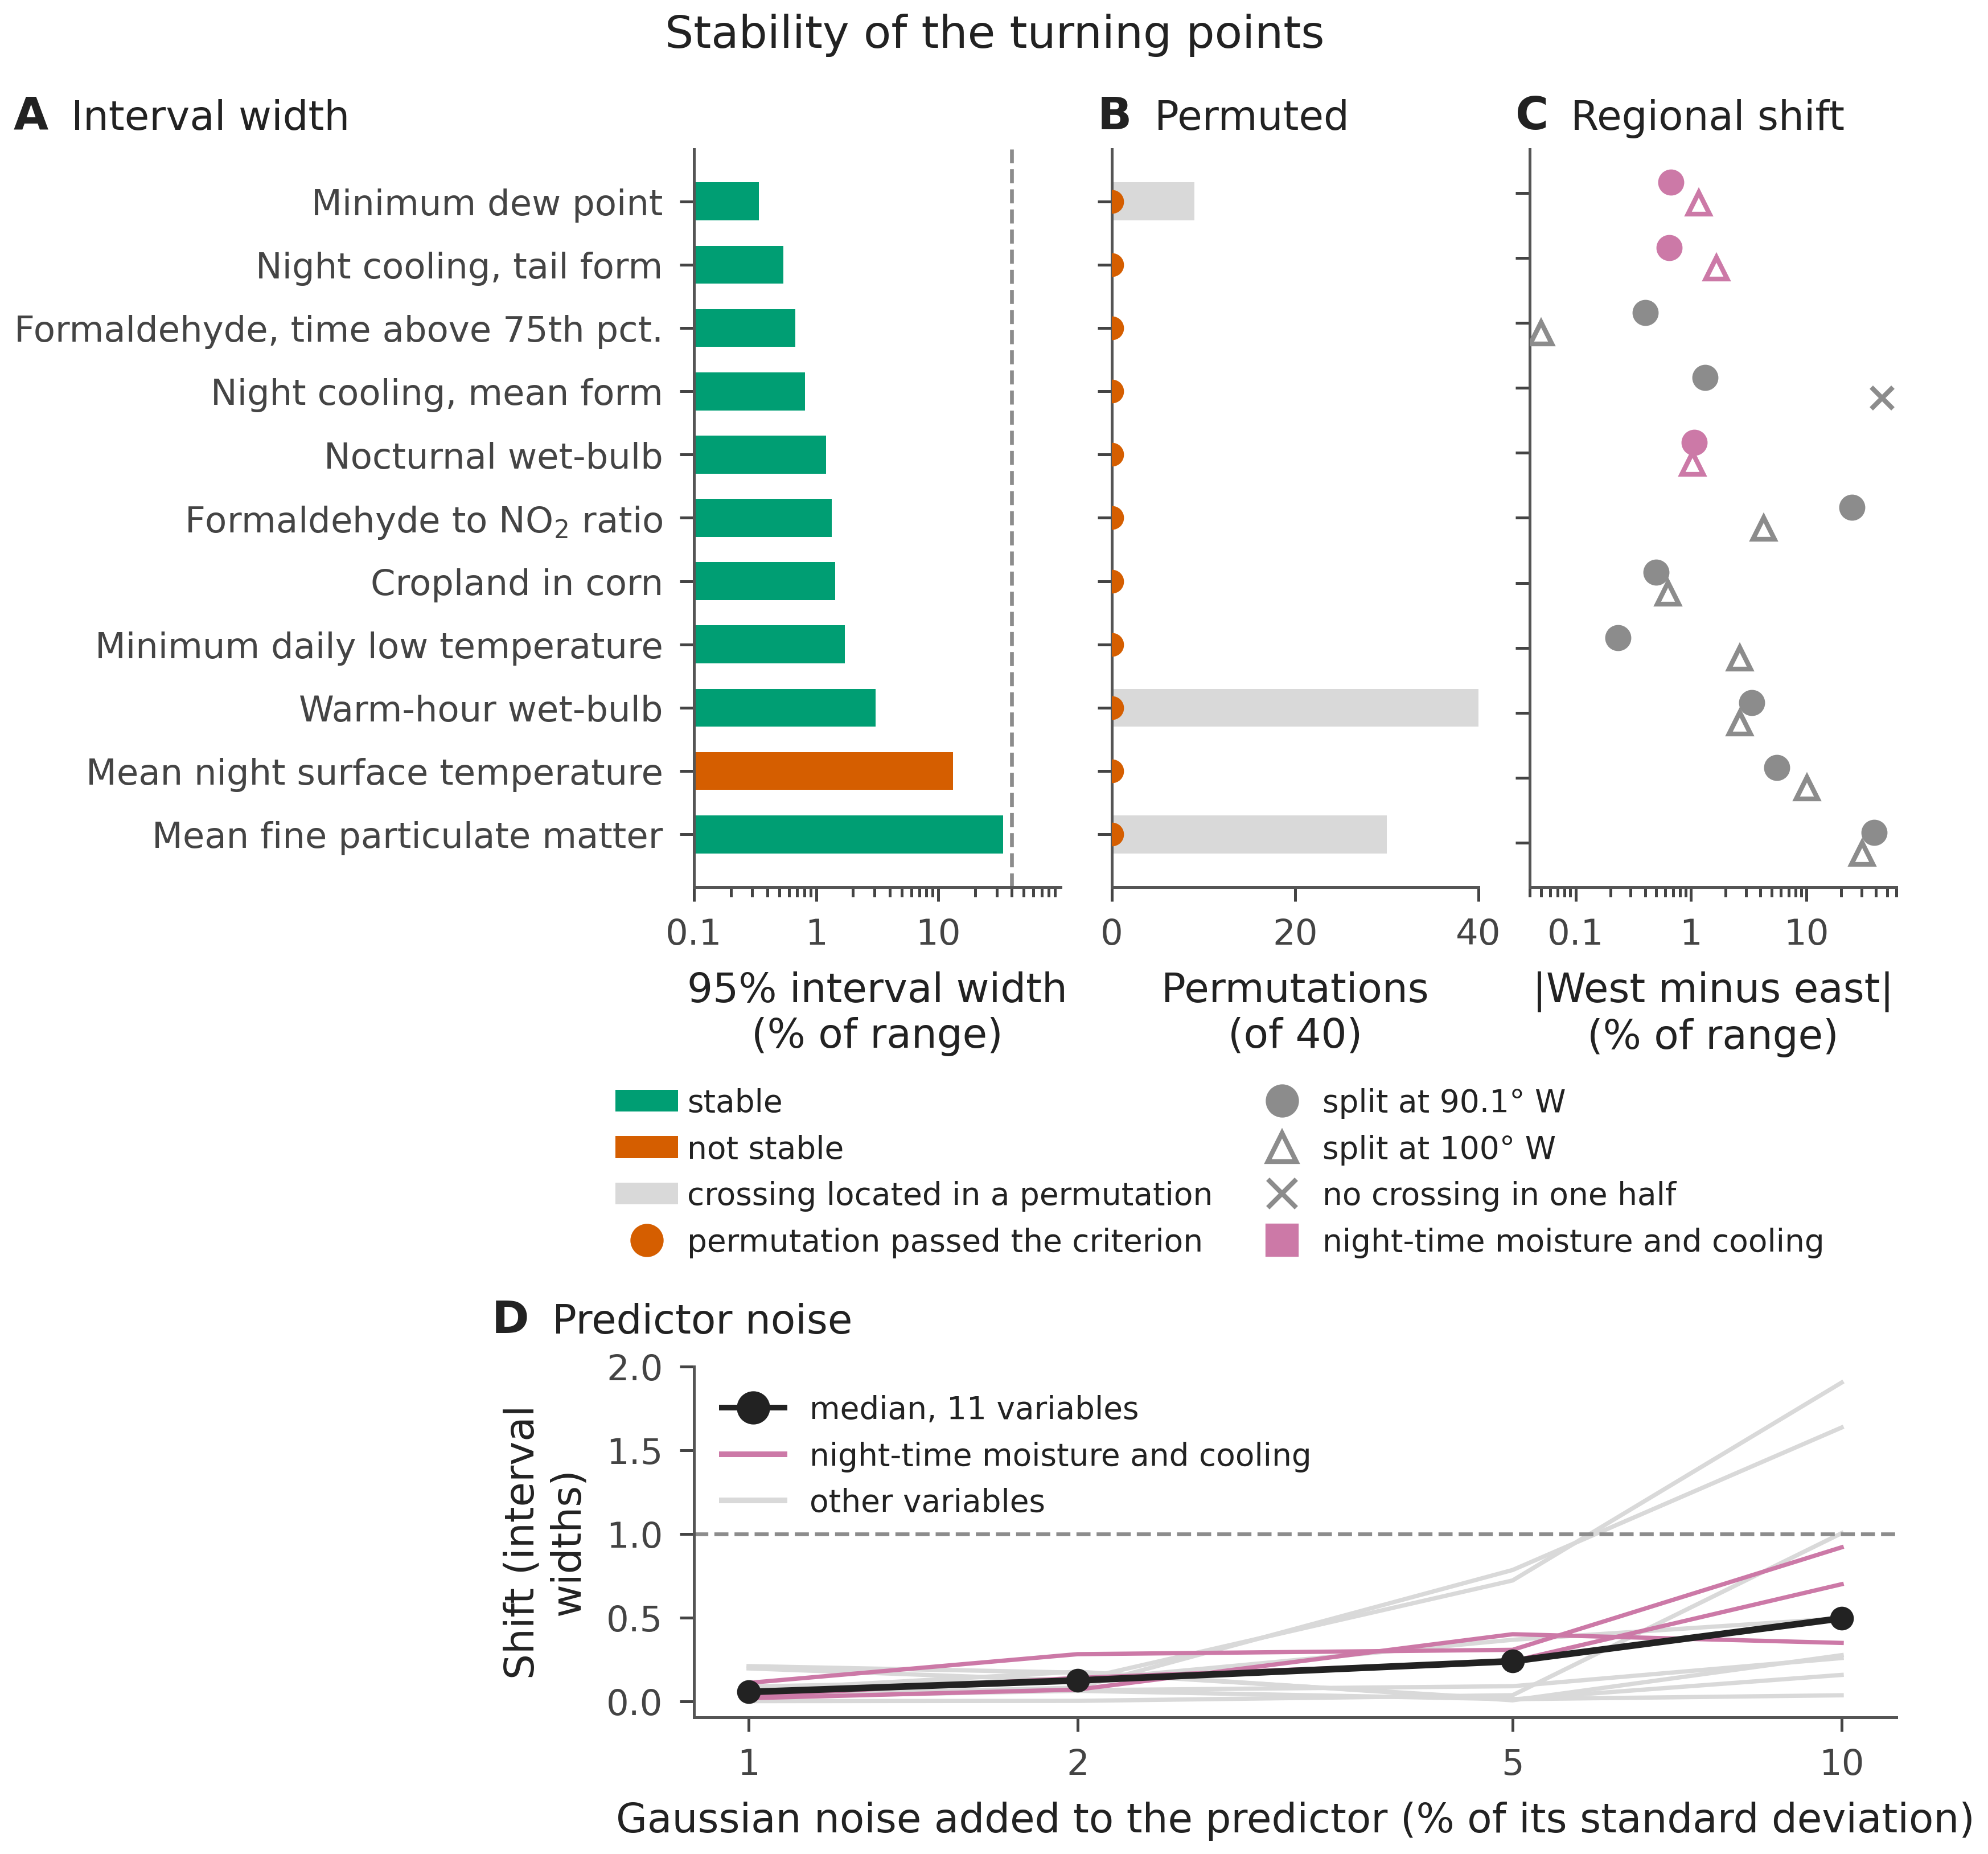 Stability of the turning points
A Interval width
B Permuted
C Regional shift
Minimum dew point
Night cooling, tail form
Formaldehyde, time above 75th pct.
Night cooling, mean form
Nocturnal wet-bulb
Formaldehyde to NO₂ ratio
Cropland in corn
Minimum daily low temperature
Warm-hour wet-bulb
Mean night surface temperature
Mean fine particulate matter
0.1 1 10
0 20 40
0.1 1 10
95% interval width
(% of range)
Permutations
(of 40)
|West minus east|
(% of range)
stable
not stable
crossing located in a permutation
permutation passed the criterion
split at 90.1° W
split at 100° W
no crossing in one half
night-time moisture and cooling
D Predictor noise
Shift (interval
widths)
2.0
1.5
1.0
0.5
0.0
median, 11 variables
night-time moisture and cooling
other variables
1 2 5 10
Gaussian noise added to the predictor (% of its standard deviation)